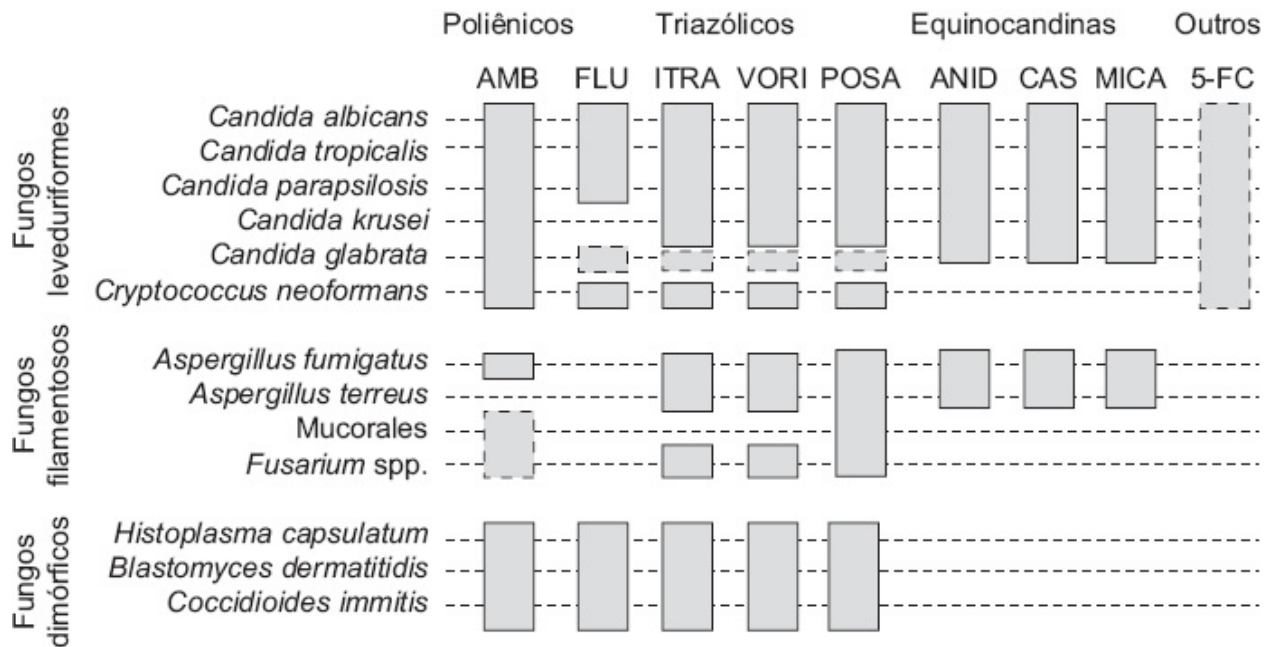 Poliênicos Triazólicos Equinocandinas Outros
AMB FLU ITRA VORI POSA ANID CAS MICA 5-FC
Fungos
leveduriformes
Candida albicans
Candida tropicalis
Candida parapsilosis
Candida krusei
Candida glabrata
Cryptococcus neoformans
Fungos
filamentosos
Aspergillus fumigatus
Aspergillus terreus
Mucorales
Fusarium spp.
Fungos
dimórficos
Histoplasma capsulatum
Blastomyces dermatitidis
Coccidioides immitis